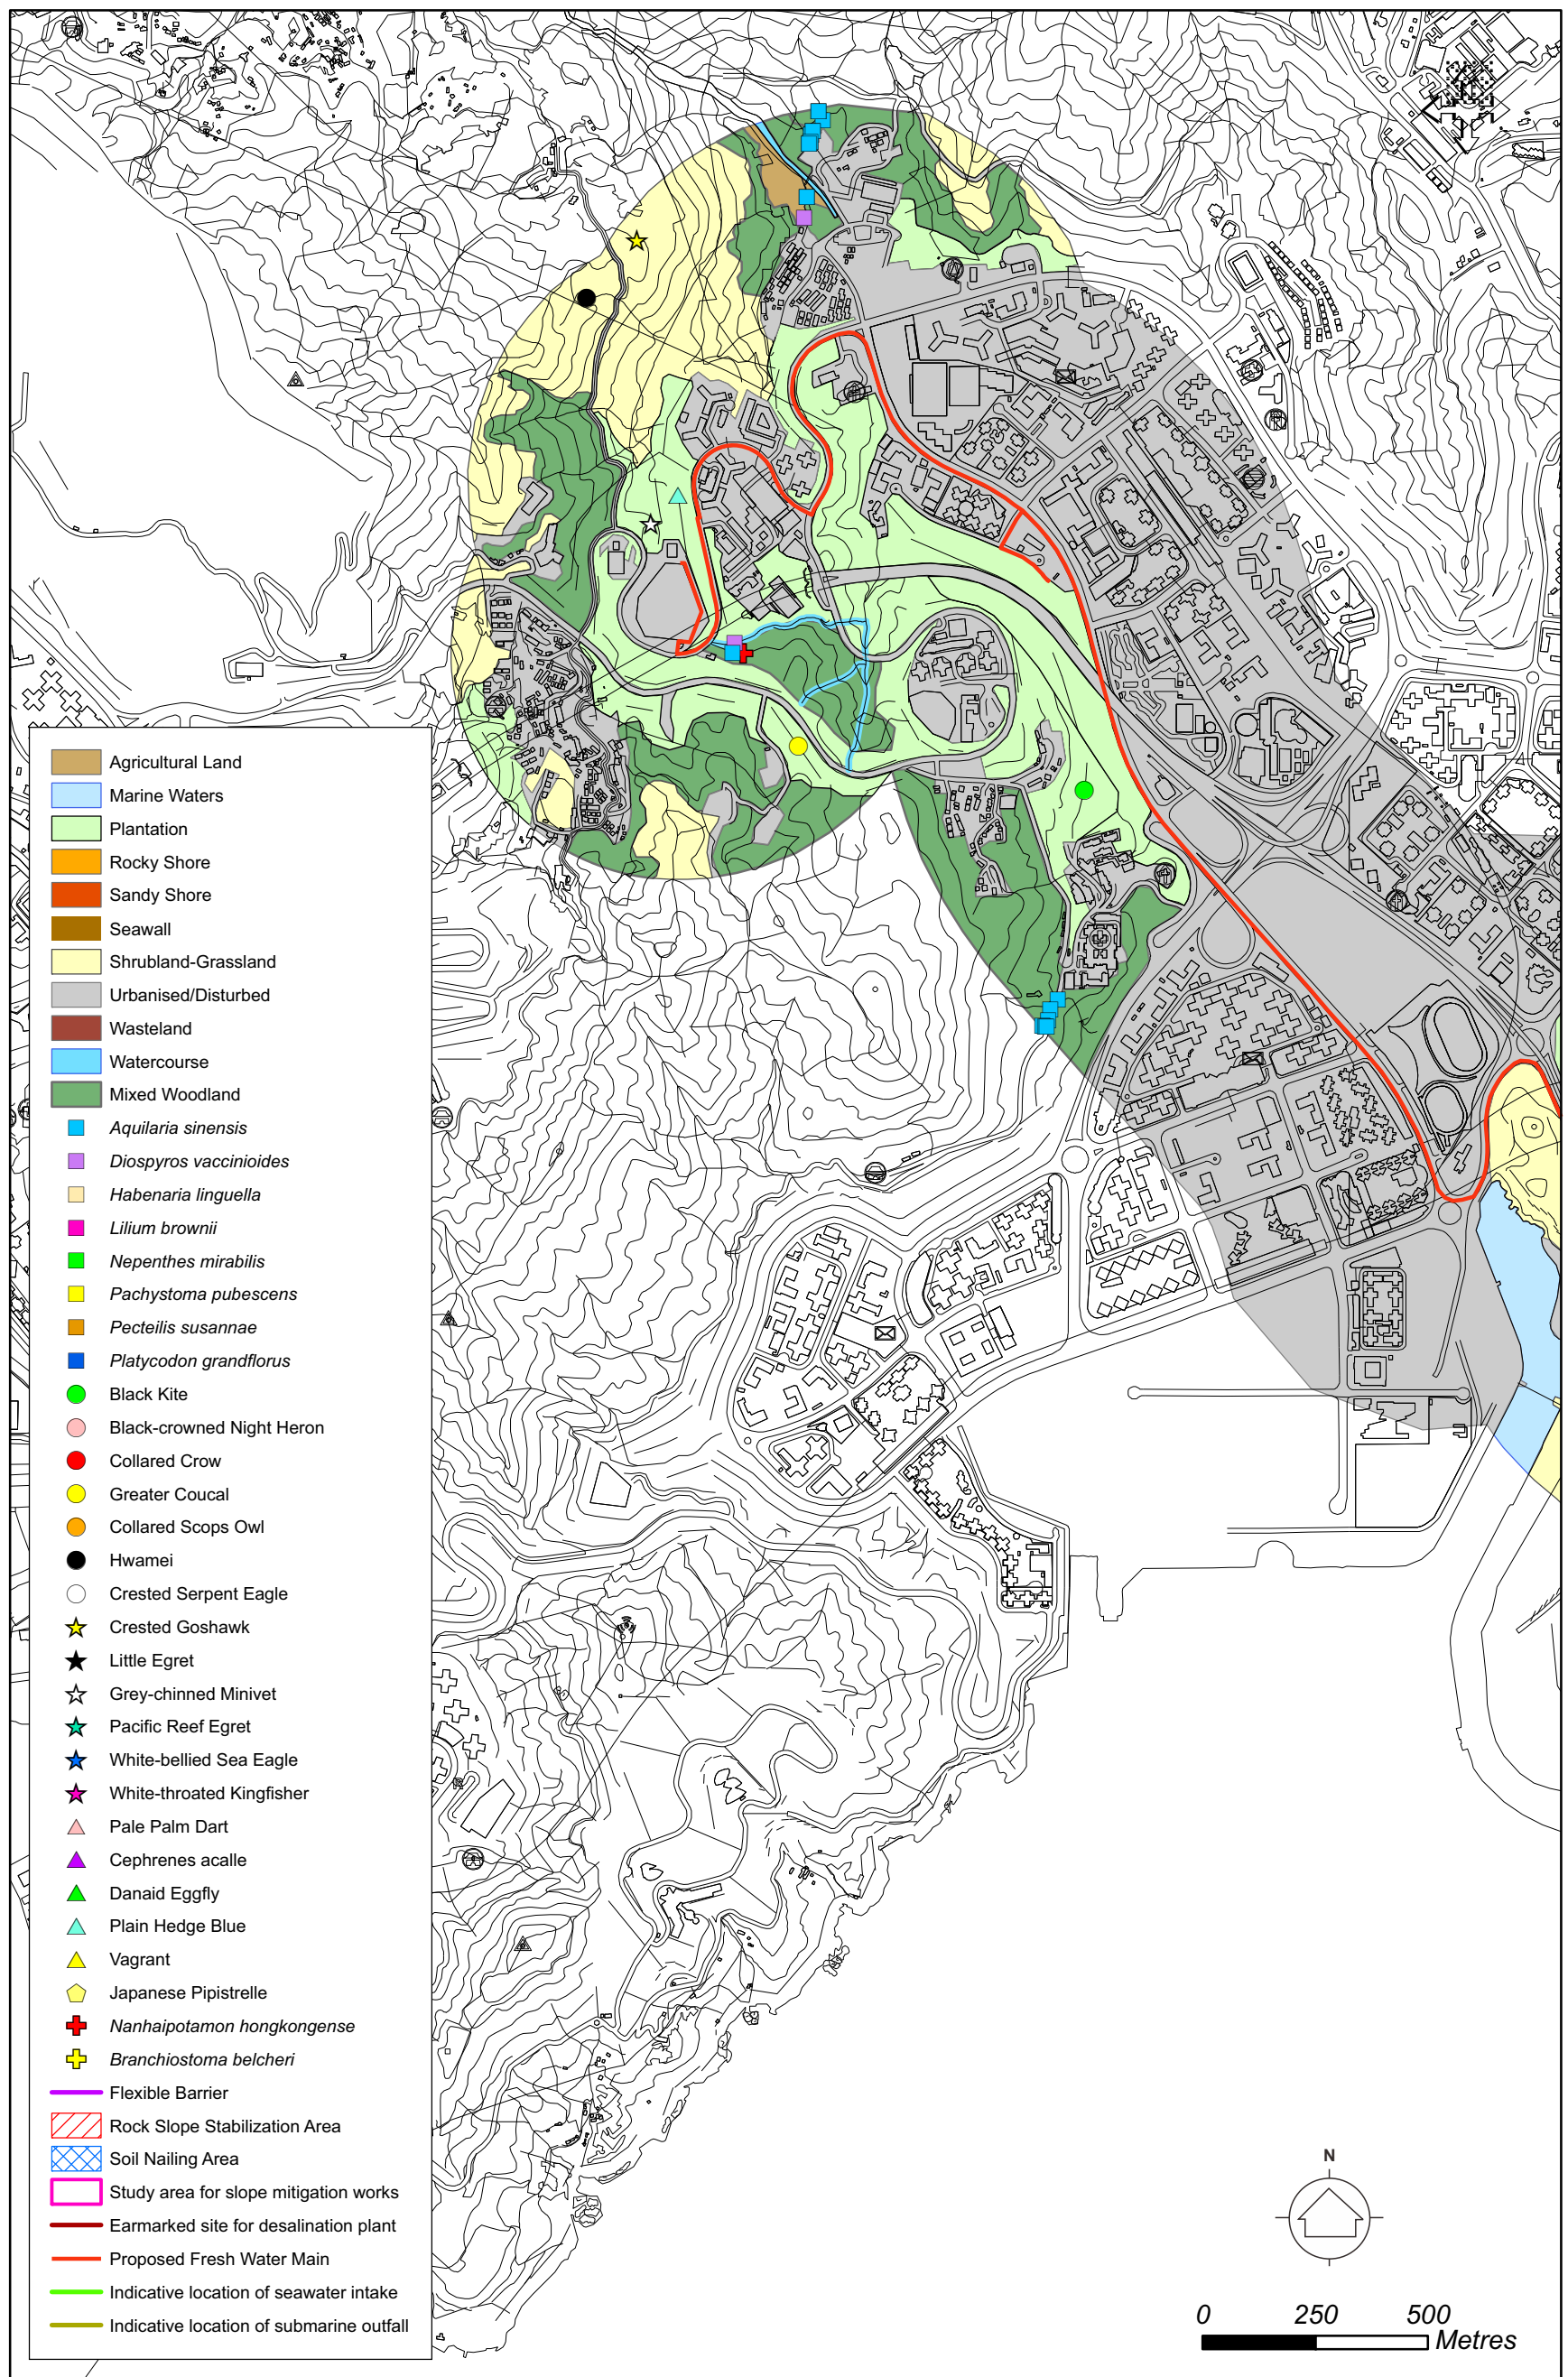 Agricultural Land
Marine Waters
Plantation
Rocky Shore
Sandy Shore
Seawall
Shrubland-Grassland
Urbanised/Disturbed
Wasteland
Watercourse
Mixed Woodland
Aquilaria sinensis
Diospyros vaccinioides
Habenaria linguella
Lilium brownii
Nepenthes mirabilis
Pachystoma pubescens
Pecteilis susannae
Platycodon grandflorus
Black Kite
Black-crowned Night Heron
Collared Crow
Greater Coucal
Collared Scops Owl
Hwamei
Crested Serpent Eagle
Crested Goshawk
Little Egret
Grey-chinned Minivet
Pacific Reef Egret
White-bellied Sea Eagle
White-throated Kingfisher
Pale Palm Dart
Cephrenes acalle
Danaid Eggfly
Plain Hedge Blue
Vagrant
Japanese Pipistrelle
Nanhaipotamon hongkongense
Branchiostoma belcheri
Flexible Barrier
Rock Slope Stabilization Area
Soil Nailing Area
Study area for slope mitigation works
Earmarked site for desalination plant
Proposed Fresh Water Main
Indicative location of seawater intake
Indicative location of submarine outfall
N
0 250 500
Metres